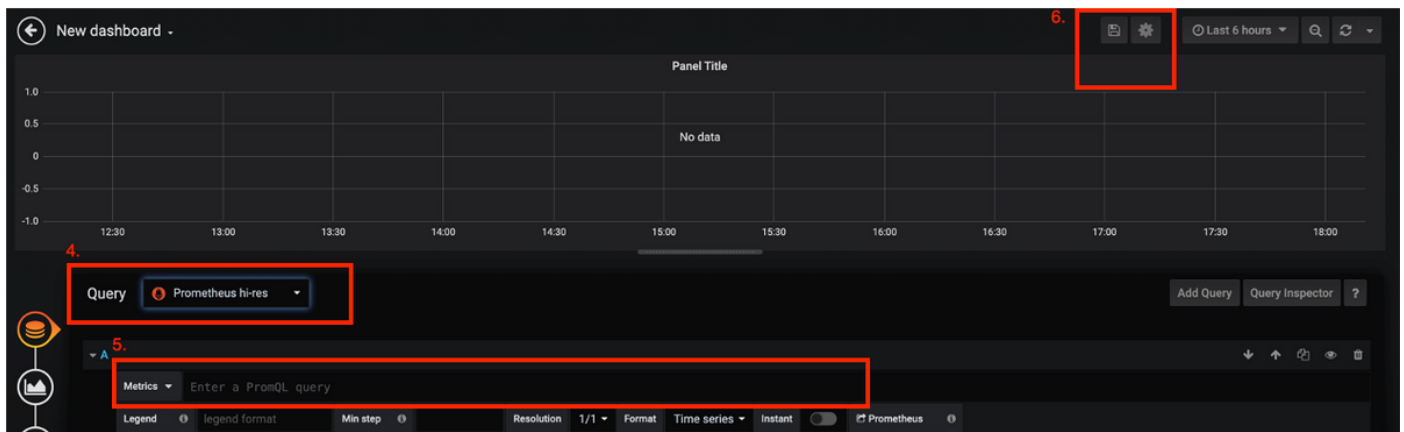 New dashboard
6.
Last 6 hours
Panel Title
1.0
0.5
0
-0.5
-1.0
No data
12:30 13:00 13:30 14:00 14:30 15:00 15:30 16:00 16:30 17:00 17:30 18:00
4.
Query Prometheus hi-res
Add Query Query Inspector ?
5.
A
Metrics Enter a PromQL query
Legend legend format Min step Resolution 1/1 Format Time series Instant Prometheus